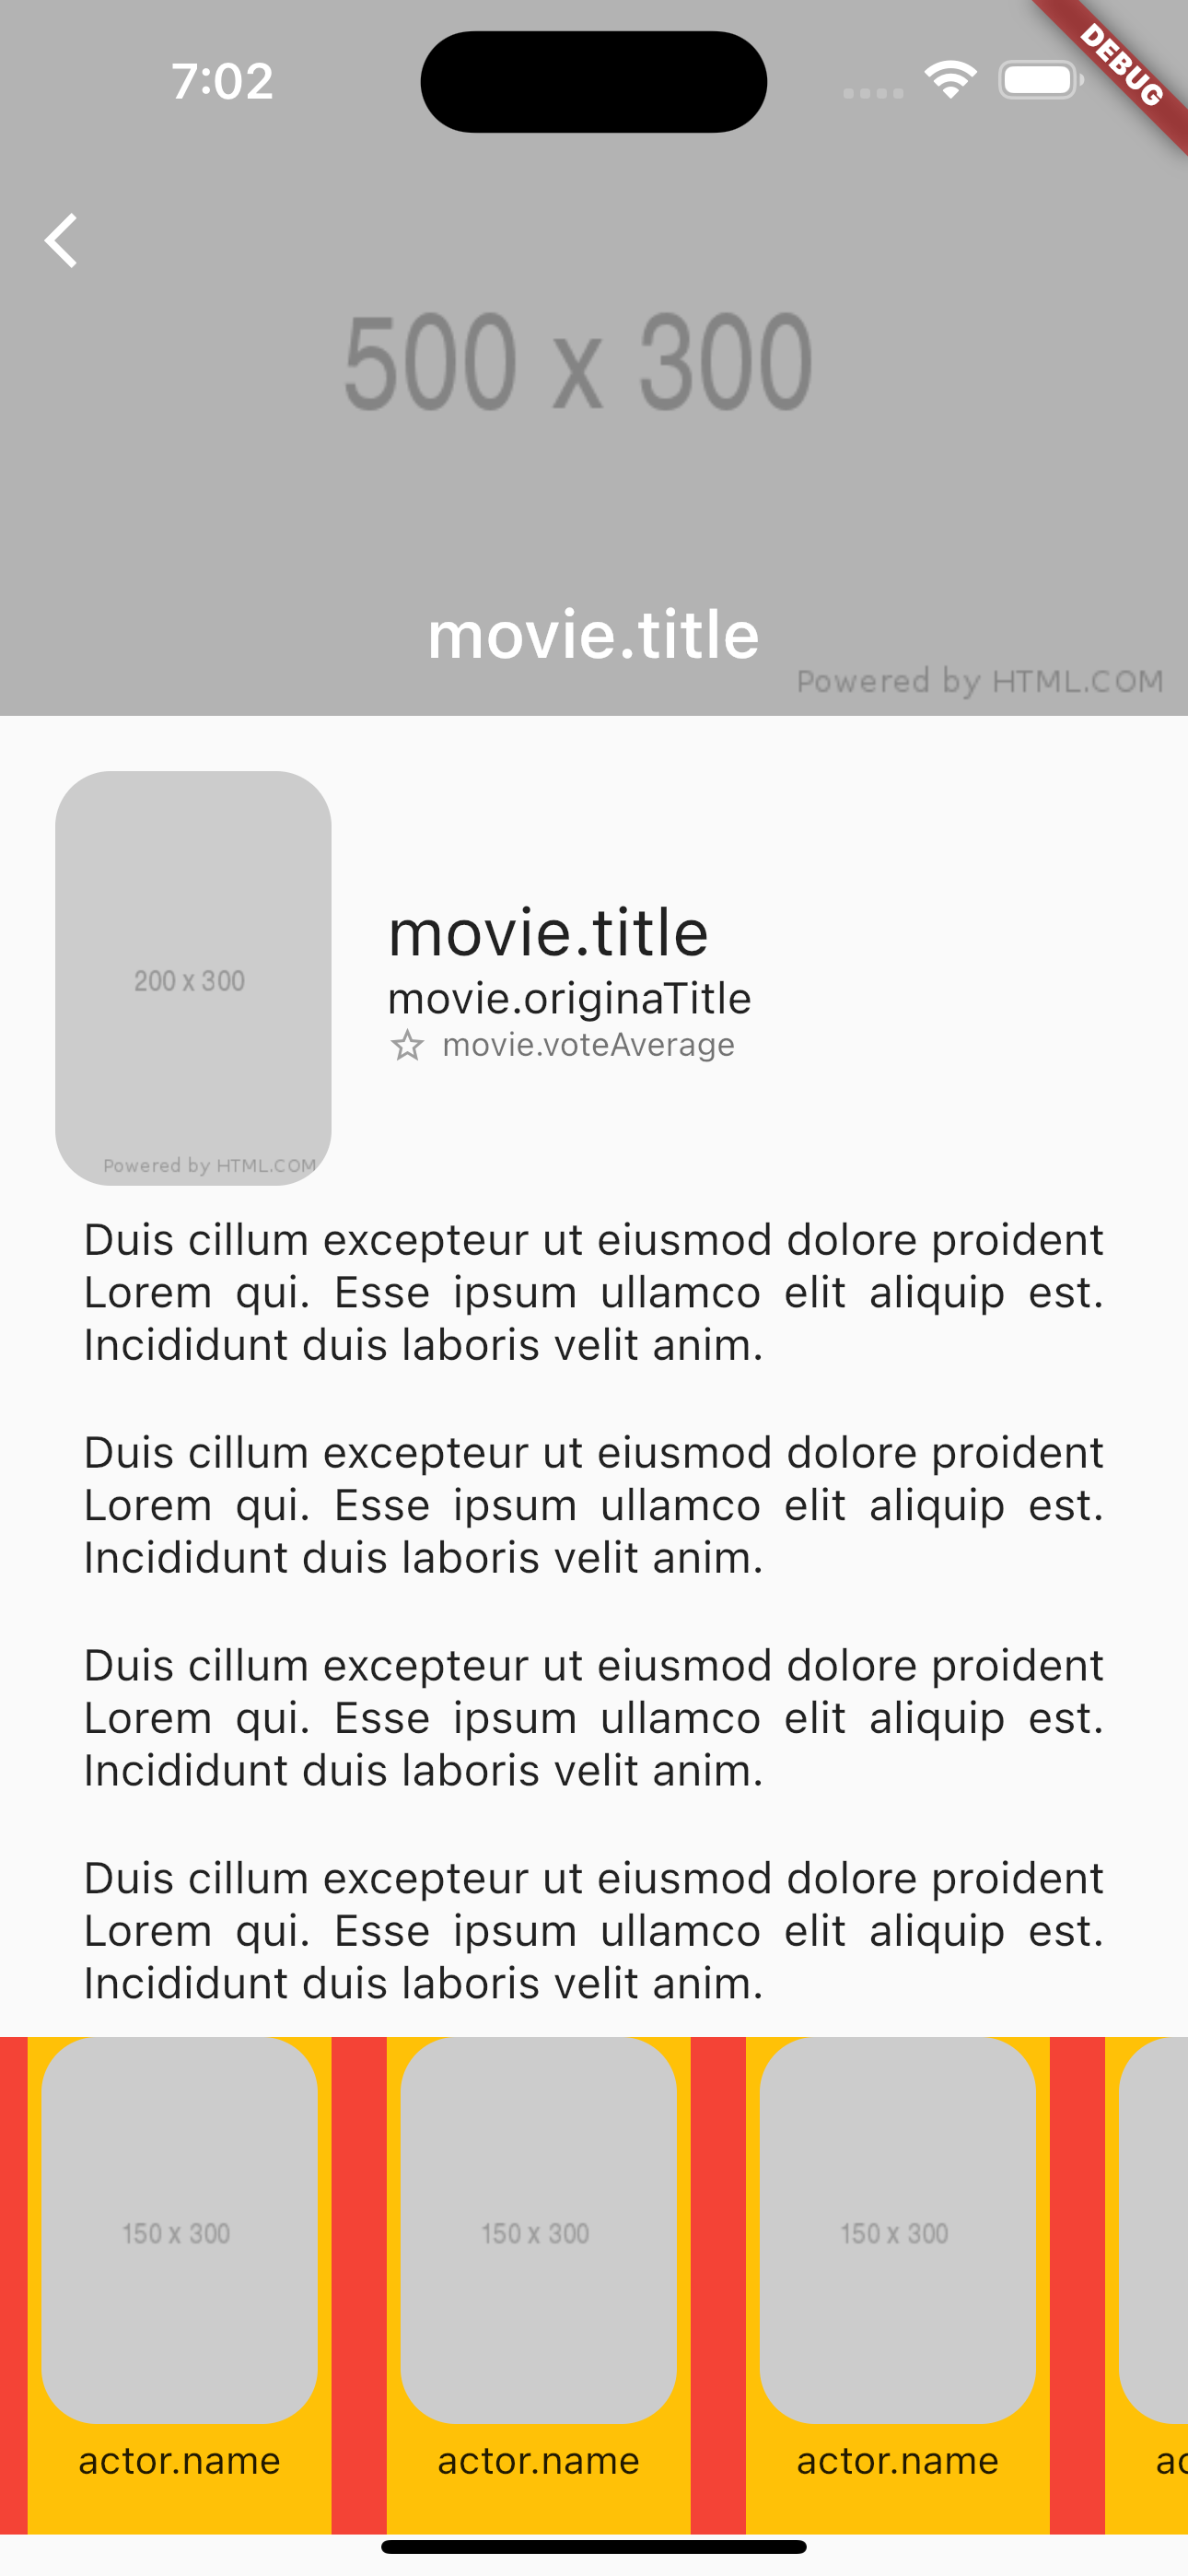 7:02
DEBUG
500 x 300
movie.title
Powered by HTML.COM
200 x 300
Powered by HTML.COM
movie.title
movie.originaTitle
movie.voteAverage
Duis cillum excepteur ut eiusmod dolore proident
Lorem qui. Esse ipsum ullamco elit aliquip est.
Incididunt duis laboris velit anim.
Duis cillum excepteur ut eiusmod dolore proident
Lorem qui. Esse ipsum ullamco elit aliquip est.
Incididunt duis laboris velit anim.
Duis cillum excepteur ut eiusmod dolore proident
Lorem qui. Esse ipsum ullamco elit aliquip est.
Incididunt duis laboris velit anim.
Duis cillum excepteur ut eiusmod dolore proident
Lorem qui. Esse ipsum ullamco elit aliquip est.
Incididunt duis laboris velit anim.
150 x 300
150 x 300
150 x 300
actor.name
actor.name
actor.name
ac